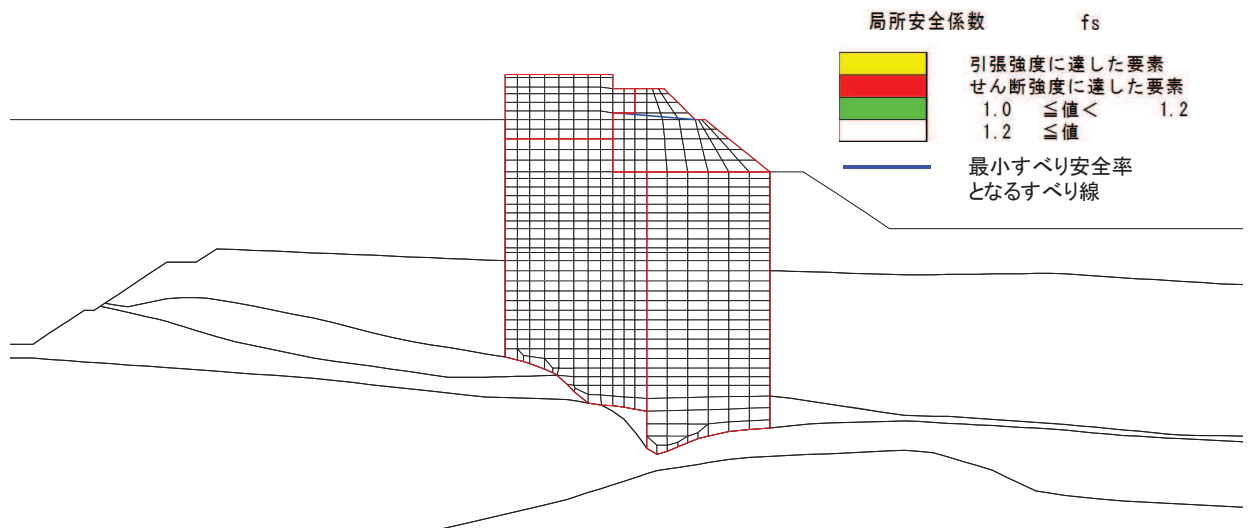 局所安全係数 fs
引張強度に達した要素
せん断強度に達した要素
1.0 ≦値＜ 1.2
1.2 ≦値
最小すべり安全率
となるすべり線